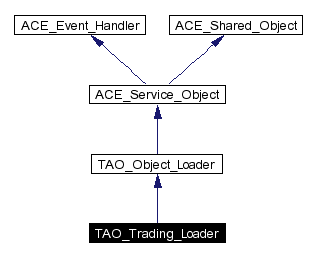 ACE_Event_Handler
ACE_Shared_Object
ACE_Service_Object
TAO_Object_Loader
TAO_Trading_Loader